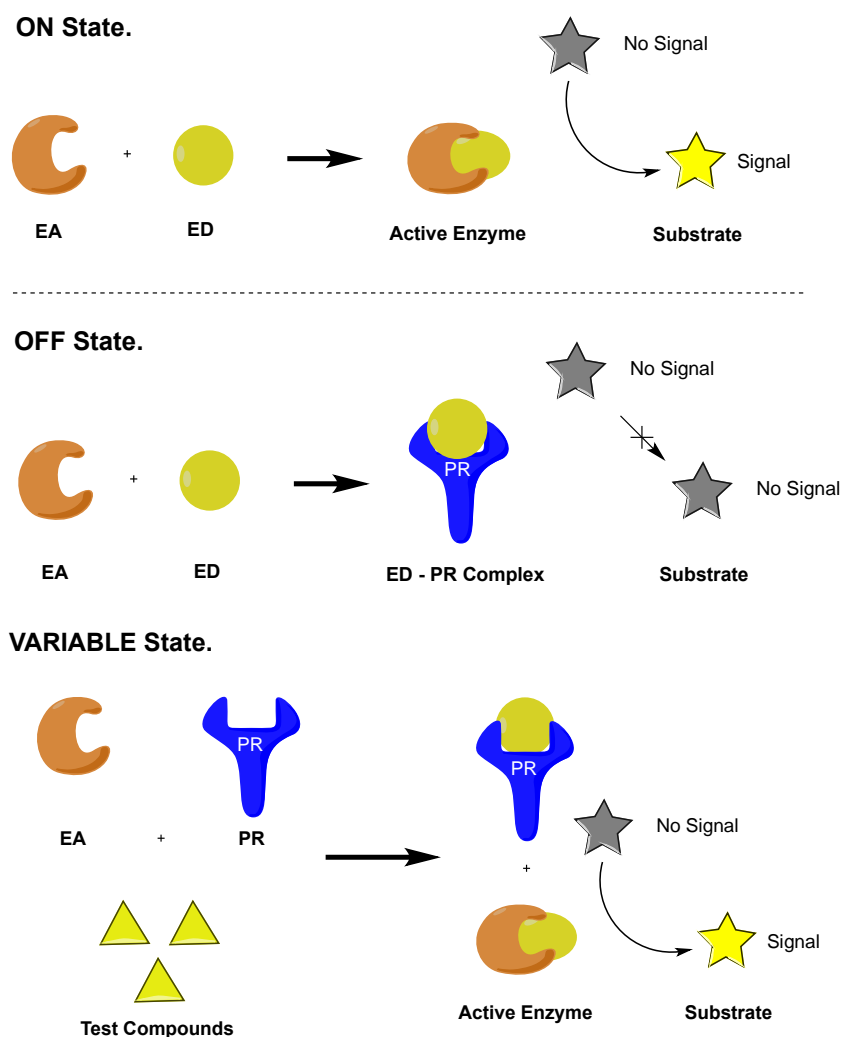 ON State.
No Signal
+
Signal
EA
ED
Active Enzyme
Substrate
OFF State.
No Signal
PR
+
No Signal
EA
ED
ED - PR Complex
Substrate
VARIABLE State.
PR
PR
No Signal
EA
+
PR
+
Signal
Active Enzyme
Substrate
Test Compounds